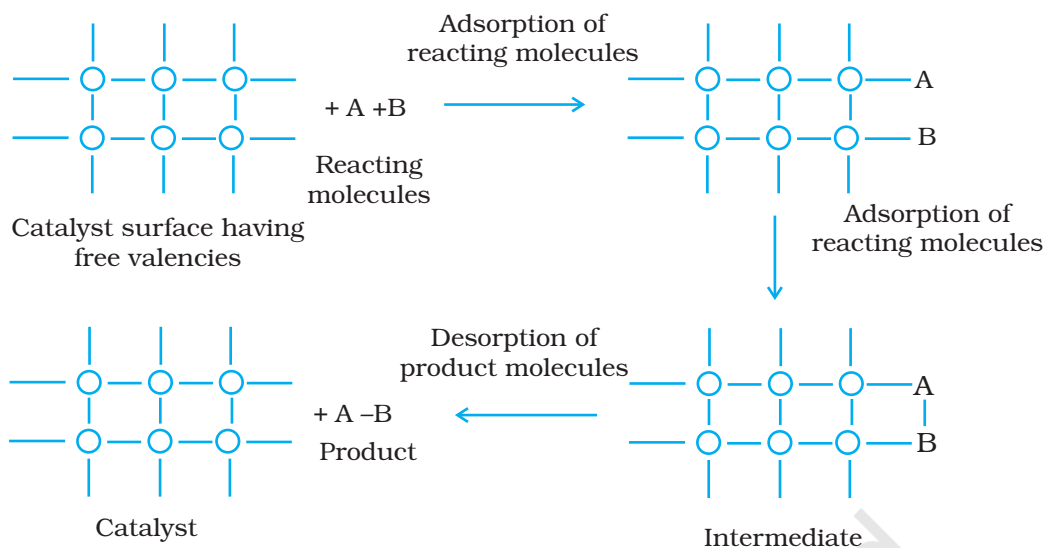 Adsorption of
reacting molecules
+ A +B
Reacting
molecules
Catalyst surface having
free valencies
A
B
Adsorption of
reacting molecules
Desorption of
product molecules
A
B
Intermediate
+ A –B
Product
Catalyst